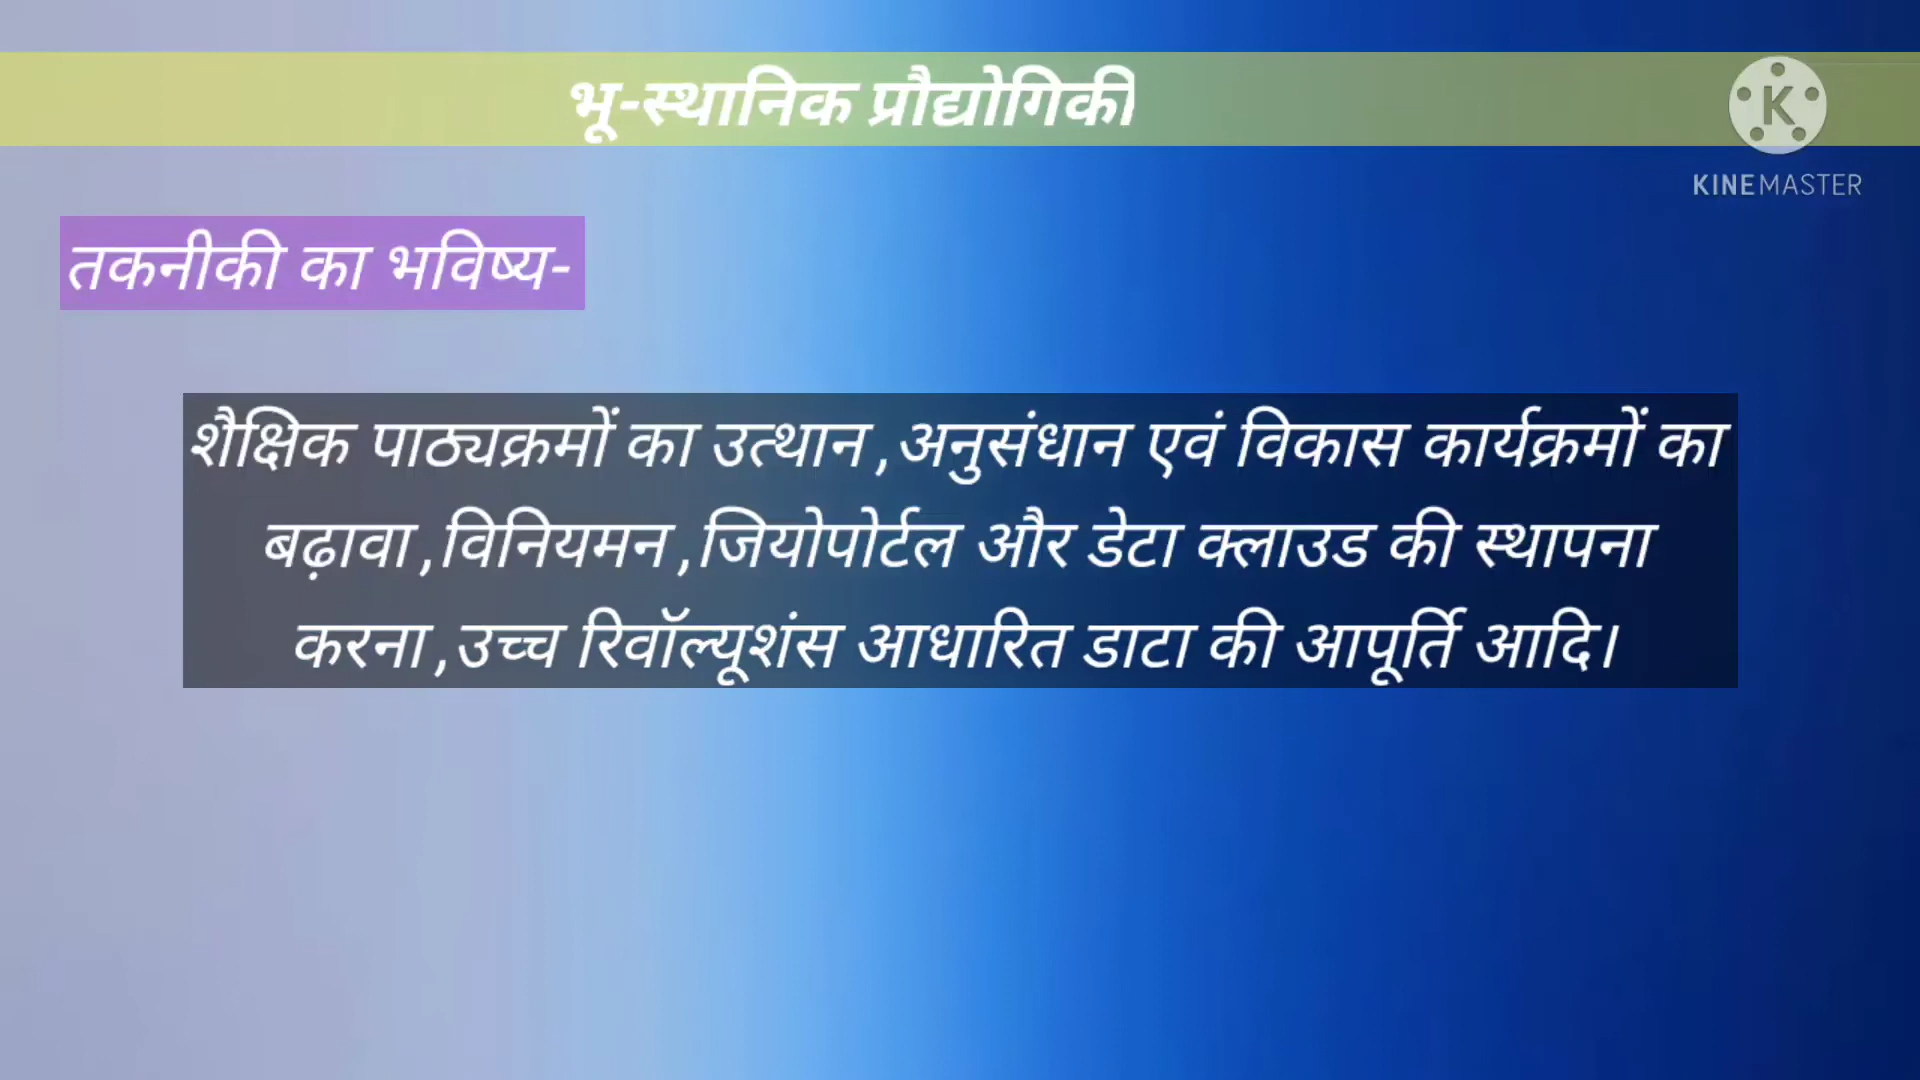 भू-स्थानिक प्रौद्योगिकी
K
KINEMASTER
तकनीकी का भविष्य-
शैक्षिक पाठ्यक्रमों का उत्थान ,अनुसंधान एवं विकास कार्यक्रमों का
बढ़ावा ,विनियमन ,जियोपोर्टल और डेटा क्लाउड की स्थापना
करना ,उच्च रिवॉल्यूशंस आधारित डाटा की आपूर्ति आदि।